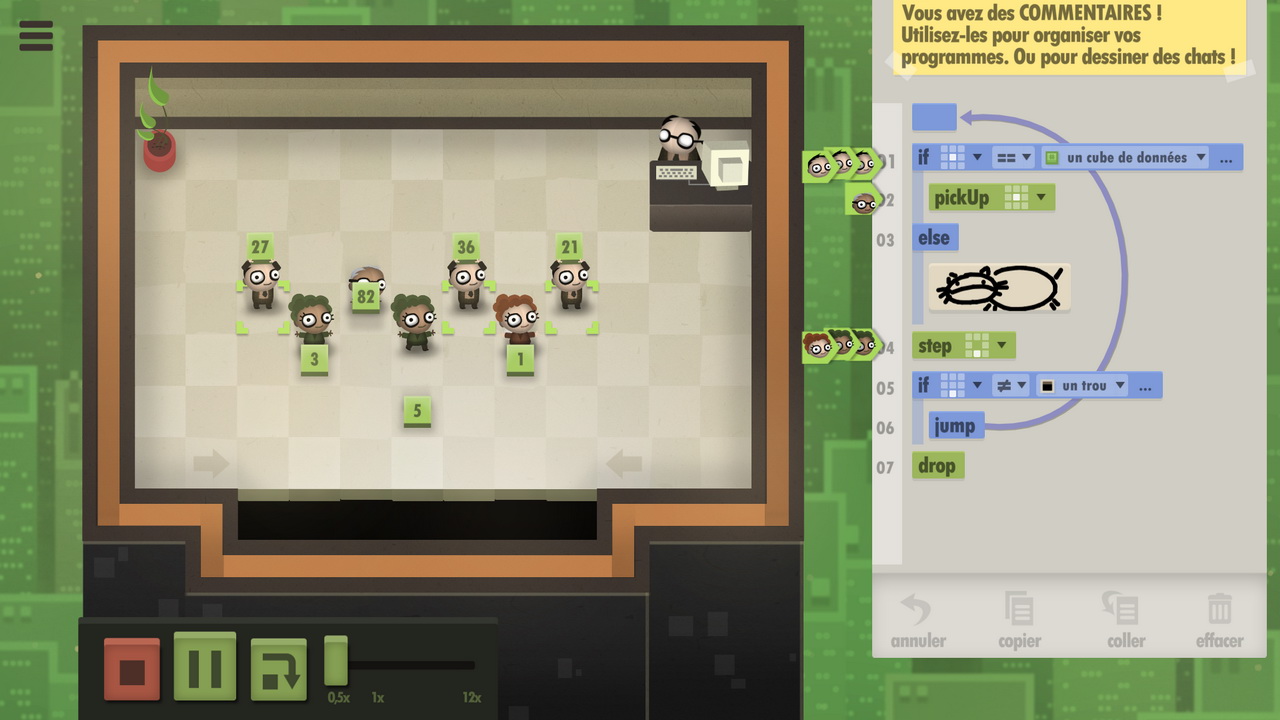 Vous avez des COMMENTAIRES !
Utilisez-les pour organiser vos
programmes. Ou pour dessiner des chats !
01 if == un cube de données ...
02 pickUp
03 else
04 step
05 if ≠ un trou ...
06 jump
07 drop
27 36 21
82
3 1
5
annuler copier coller effacer
0,5x 1x 12x